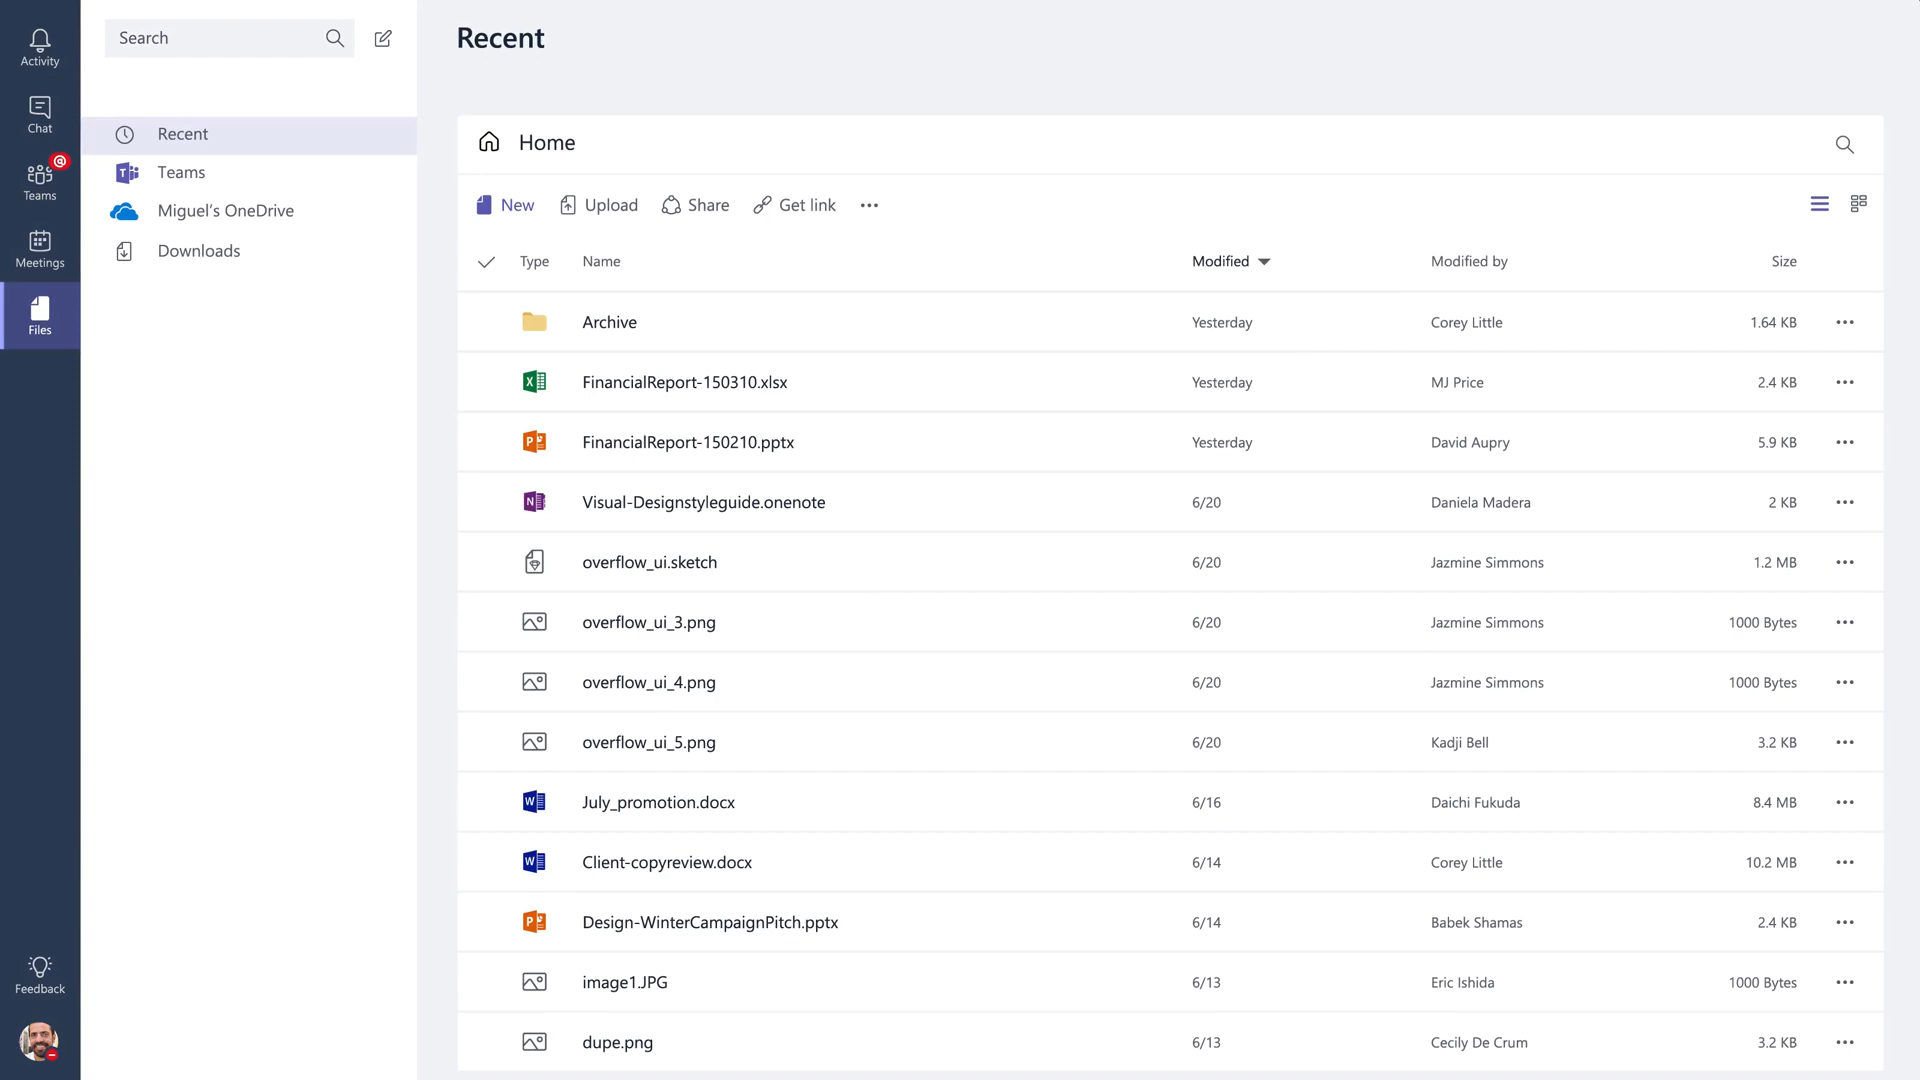 Activity
Chat
@
Teams
Meetings
Files
Feedback
Search
Recent
Teams
Miguel's OneDrive
Downloads
Recent
Home
New Upload Share Get link
Type Name Modified Modified by Size
Archive Yesterday Corey Little 1.64 KB
FinancialReport-150310.xlsx Yesterday MJ Price 2.4 KB
FinancialReport-150210.pptx Yesterday David Aupry 5.9 KB
Visual-Designstyleguide.onenote 6/20 Daniela Madera 2 KB
overflow_ui.sketch 6/20 Jazmine Simmons 1.2 MB
overflow_ui_3.png 6/20 Jazmine Simmons 1000 Bytes
overflow_ui_4.png 6/20 Jazmine Simmons 1000 Bytes
overflow_ui_5.png 6/20 Kadji Bell 3.2 KB
July_promotion.docx 6/16 Daichi Fukuda 8.4 MB
Client-copyreview.docx 6/14 Corey Little 10.2 MB
Design-WinterCampaignPitch.pptx 6/14 Babek Shamas 2.4 KB
image1.JPG 6/13 Eric Ishida 1000 Bytes
dupe.png 6/13 Cecily De Crum 3.2 KB